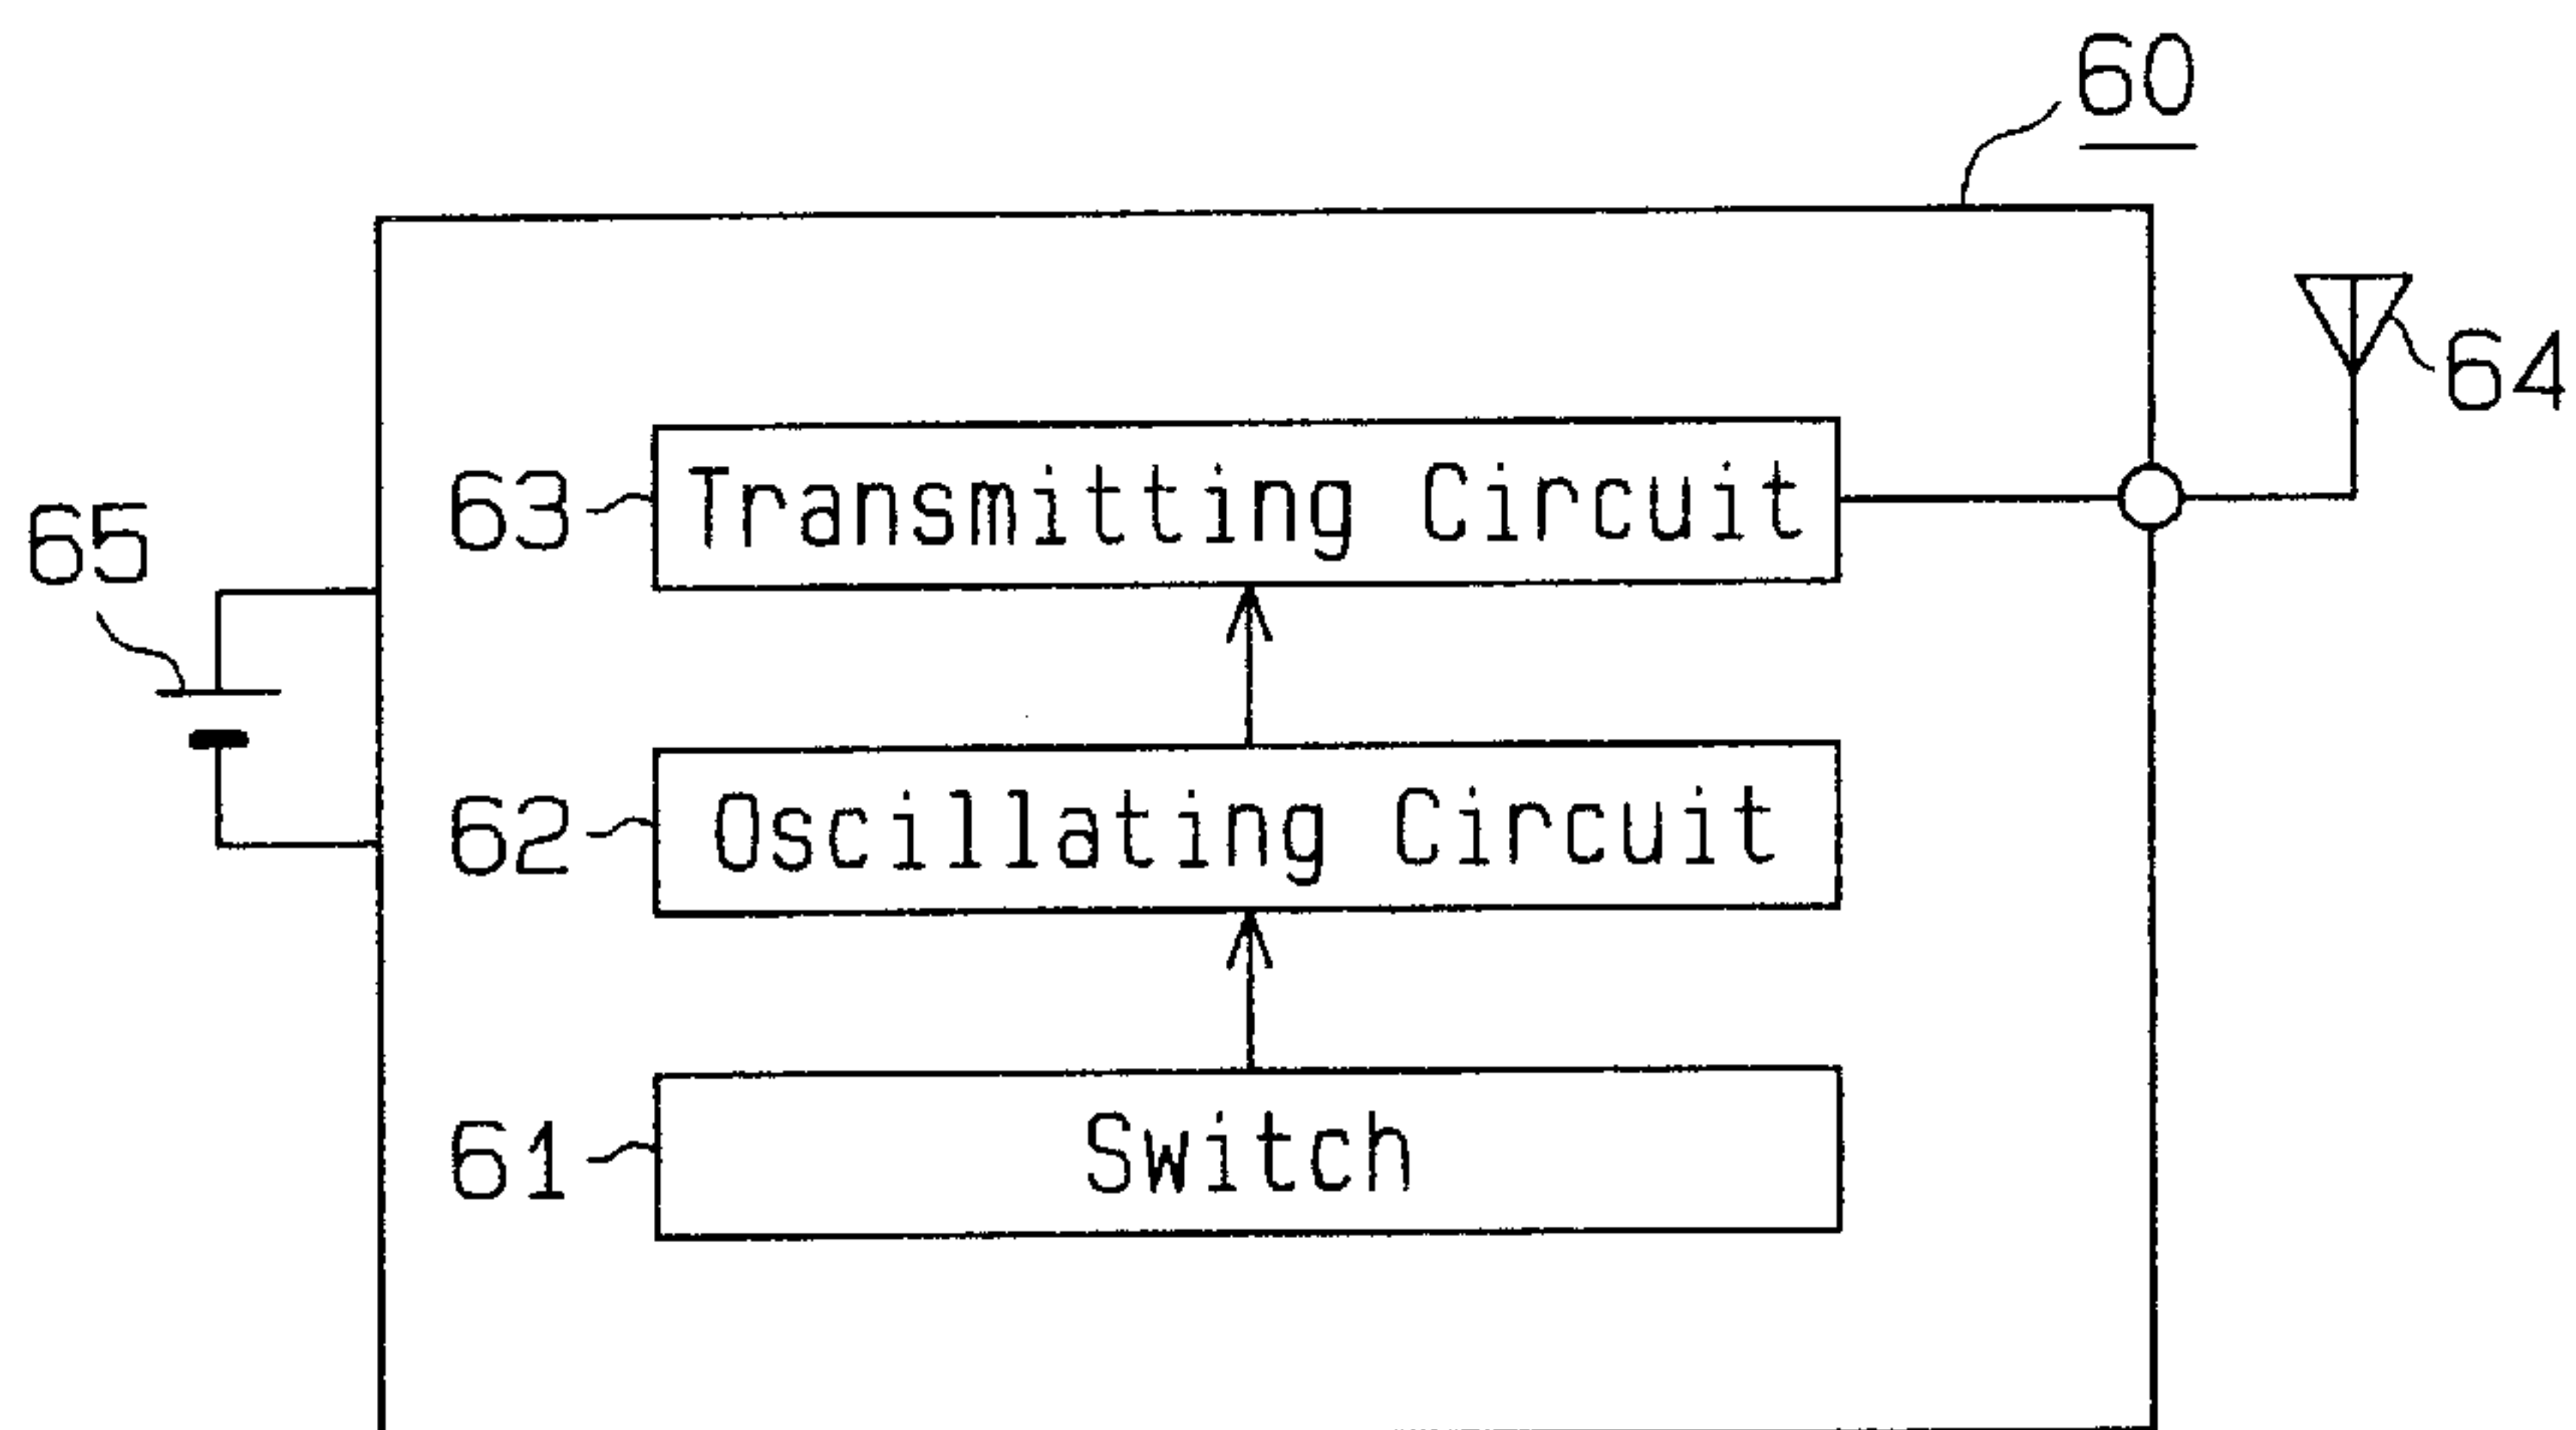 60
64
63 Transmitting Circuit
65
62 Oscillating Circuit
61 Switch